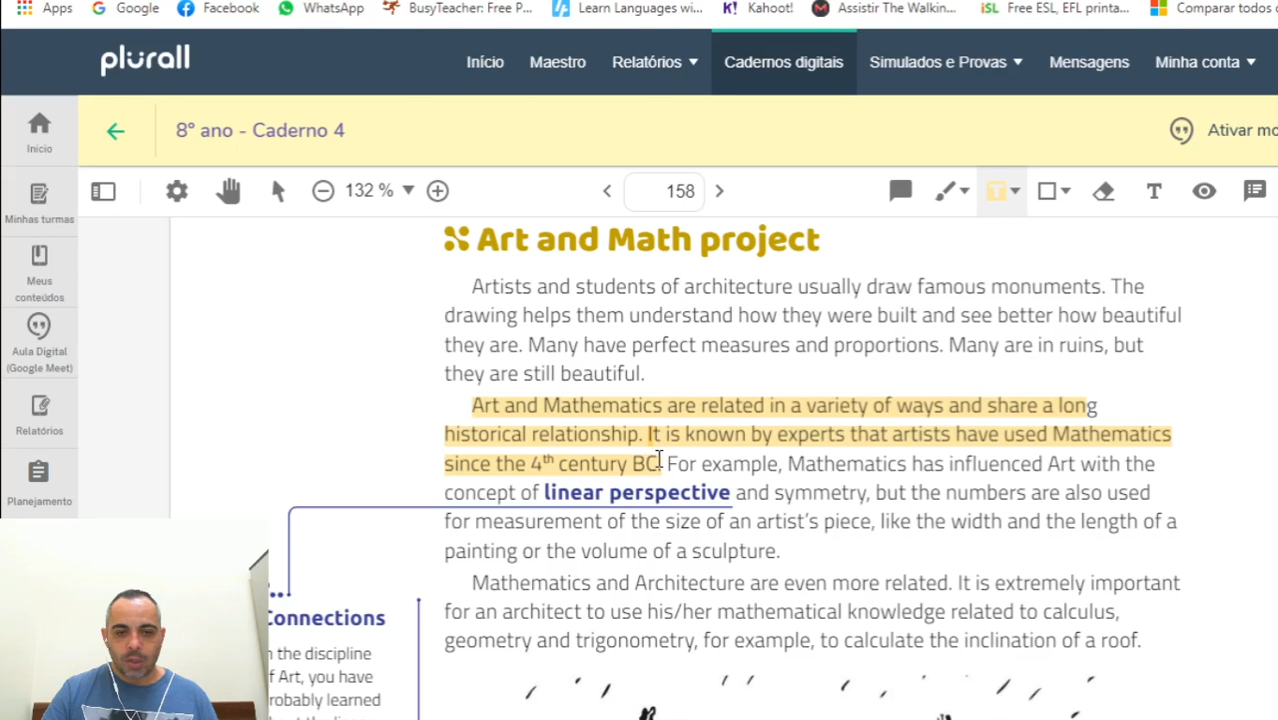 Apps Google Facebook WhatsApp BusyTeacher: Free P... Learn Languages wi... Kahoot! Assistir The Walkin... Free ESL, EFL printa... Comparar todos
plurall
Início Maestro Relatórios Cadernos digitais Simulados e Provas Mensagens Minha conta
8º ano - Caderno 4
Ativar mo
132 %
158
Início
Minhas turmas
Meus
conteúdos
Aula Digital
(Google Meet)
Relatórios
Art and Math project
Artists and students of architecture usually draw famous monuments. The
drawing helps them understand how they were built and see better how beautiful
they are. Many have perfect measures and proportions. Many are in ruins, but
they are still beautiful.
Art and Mathematics are related in a variety of ways and share a long
historical relationship. It is known by experts that artists have used Mathematics
since the 4th century BC. For example, Mathematics has influenced Art with the
concept of linear perspective and symmetry, but the numbers are also used
for measurement of the size of an artist's piece, like the width and the length of a
painting or the volume of a sculpture.
Mathematics and Architecture are even more related. It is extremely important
for an architect to use his/her mathematical knowledge related to calculus,
geometry and trigonometry, for example, to calculate the inclination of a roof.
onnections
n the discipline
f Art, you have
robably learned